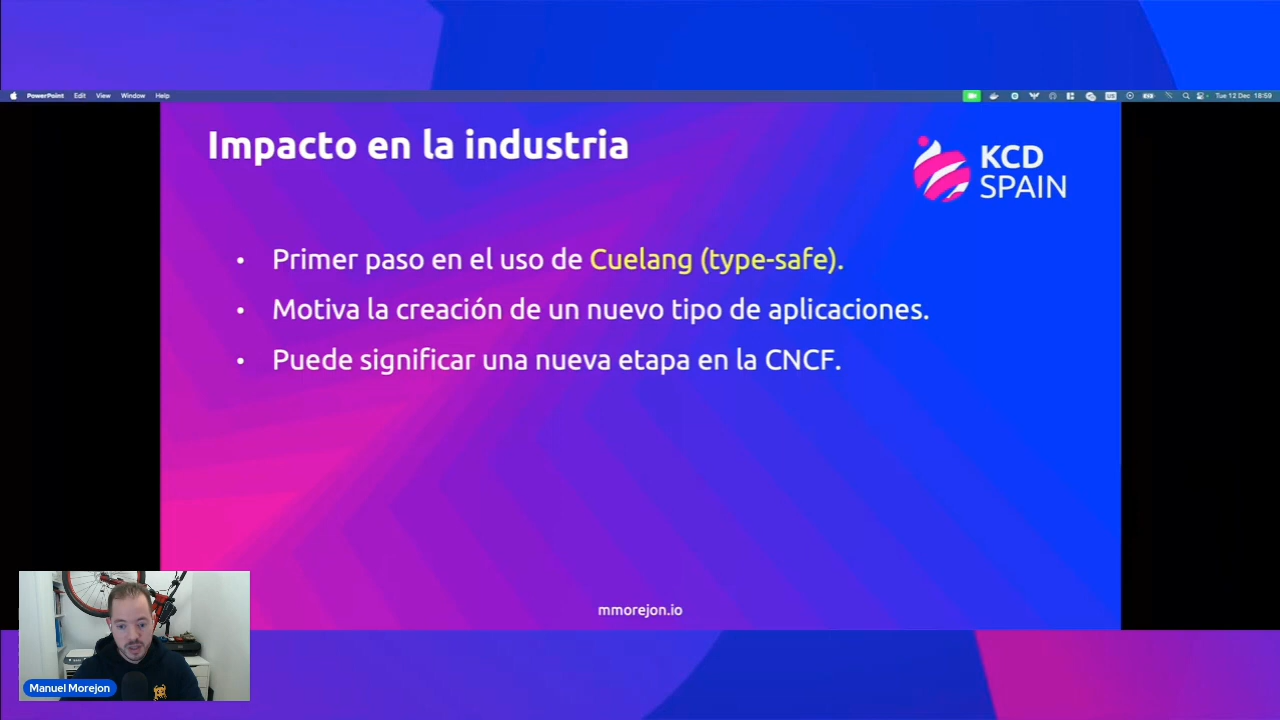 PowerPoint Edit View Window Help
Tue 12 Dec 18:59
Impacto en la industria
KCD
SPAIN
• Primer paso en el uso de Cuelang (type-safe).
• Motiva la creación de un nuevo tipo de aplicaciones.
• Puede significar una nueva etapa en la CNCF.
mmorejon.io
Manuel Morejon